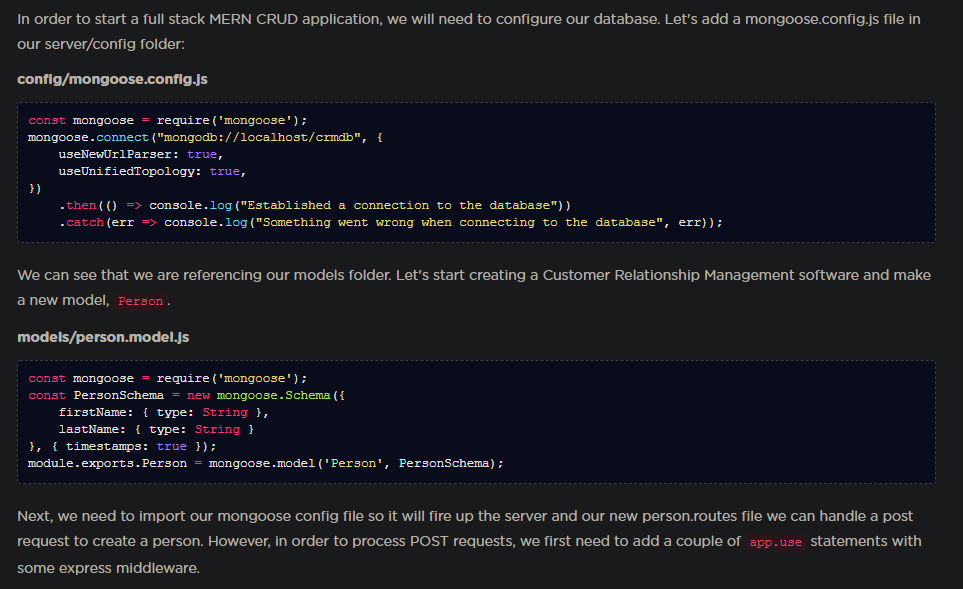 In order to start a full stack MERN CRUD application, we will need to configure our database. Let's add a mongoose.config.js file in
our server/config folder:
config/mongoose.config.js
const mongoose = require('mongoose');
mongoose.connect("mongodb://localhost/crmdb", {
    useNewUrlParser: true,
    useUnifiedTopology: true,
})
    .then(() => console.log("Established a connection to the database"))
    .catch(err => console.log("Something went wrong when connecting to the database", err));
We can see that we are referencing our models folder. Let's start creating a Customer Relationship Management software and make
a new model, Person.
models/person.model.js
const mongoose = require('mongoose');
const PersonSchema = new mongoose.Schema({
    firstName: { type: String },
    lastName: { type: String }
}, { timestamps: true });
module.exports.Person = mongoose.model('Person', PersonSchema);
Next, we need to import our mongoose config file so it will fire up the server and our new person.routes file we can handle a post
request to create a person. However, in order to process POST requests, we first need to add a couple of app.use statements with
some express middleware.